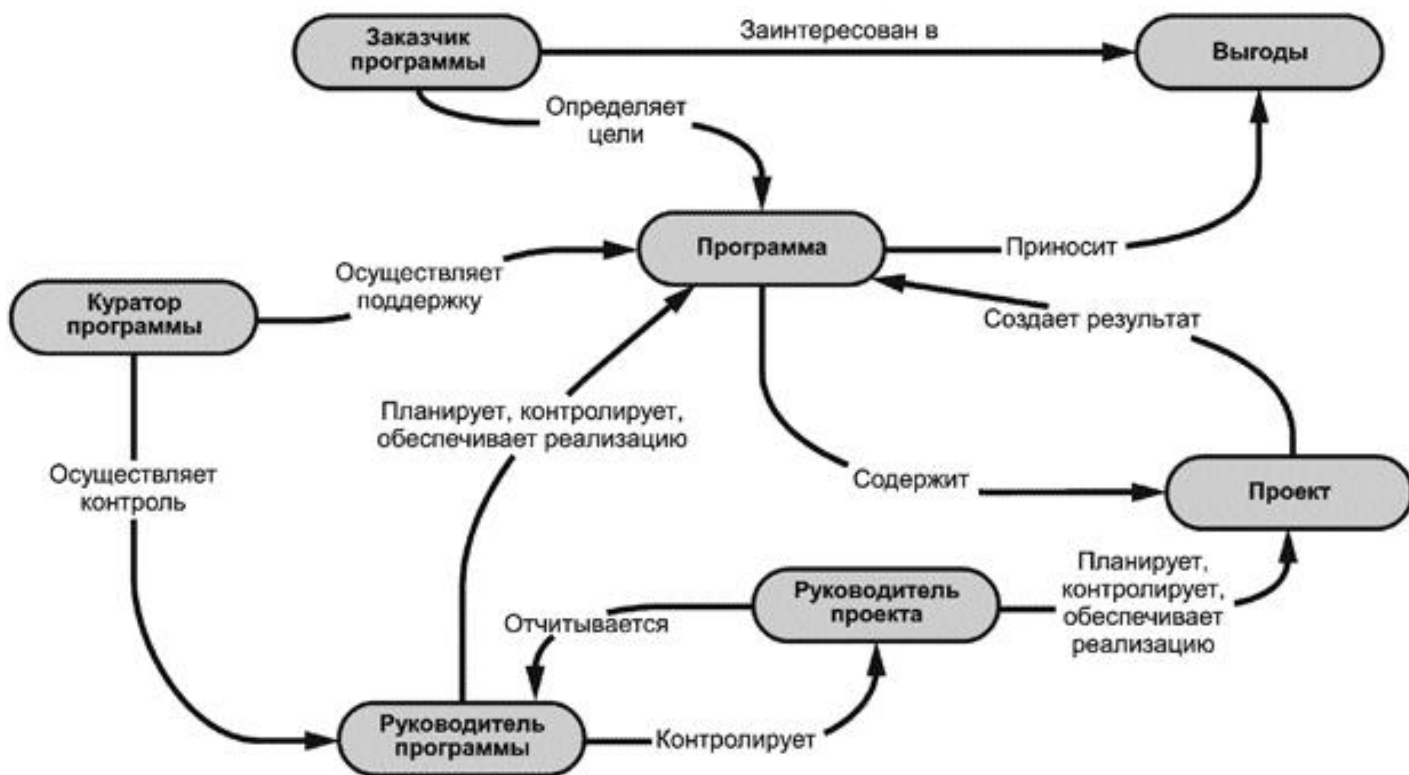 Заказчик
программы
Заинтересован в
Выгоды
Определяет
цели
Программа
Приносит
Осуществляет
поддержку
Куратор
программы
Создает результат
Планирует, контролирует,
обеспечивает реализацию
Осуществляет
контроль
Содержит
Проект
Планирует,
контролирует,
обеспечивает
реализацию
Руководитель
проекта
Отчитывается
Руководитель
программы
Контролирует